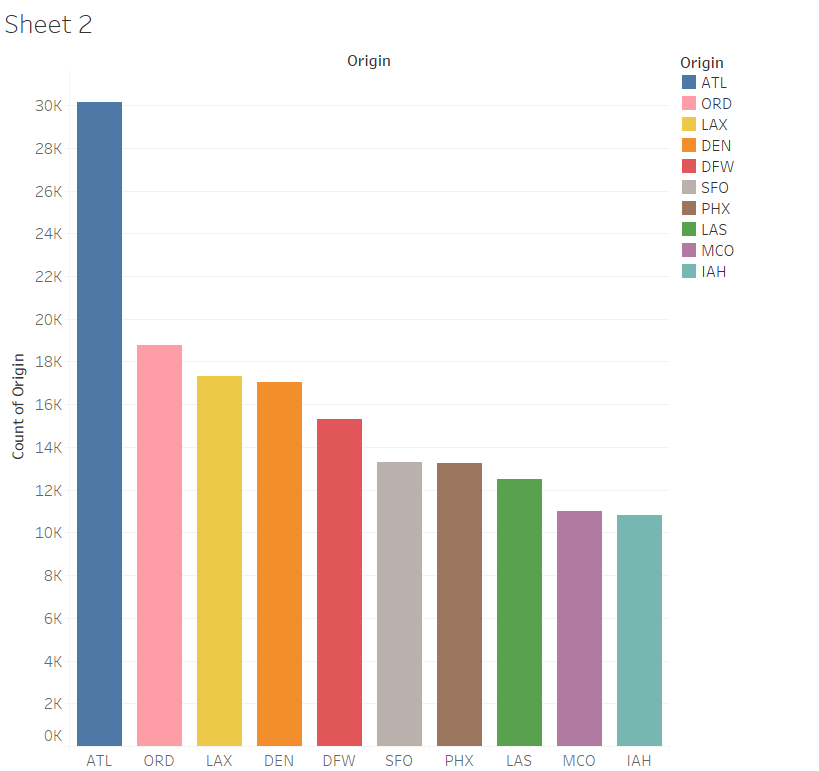 Sheet 2
Origin
Origin
ATL
ORD
LAX
DEN
DFW
SFO
PHX
LAS
MCO
IAH
Count of Origin
30K
28K
26K
24K
22K
20K
18K
16K
14K
12K
10K
8K
6K
4K
2K
0K
ATL ORD LAX DEN DFW SFO PHX LAS MCO IAH